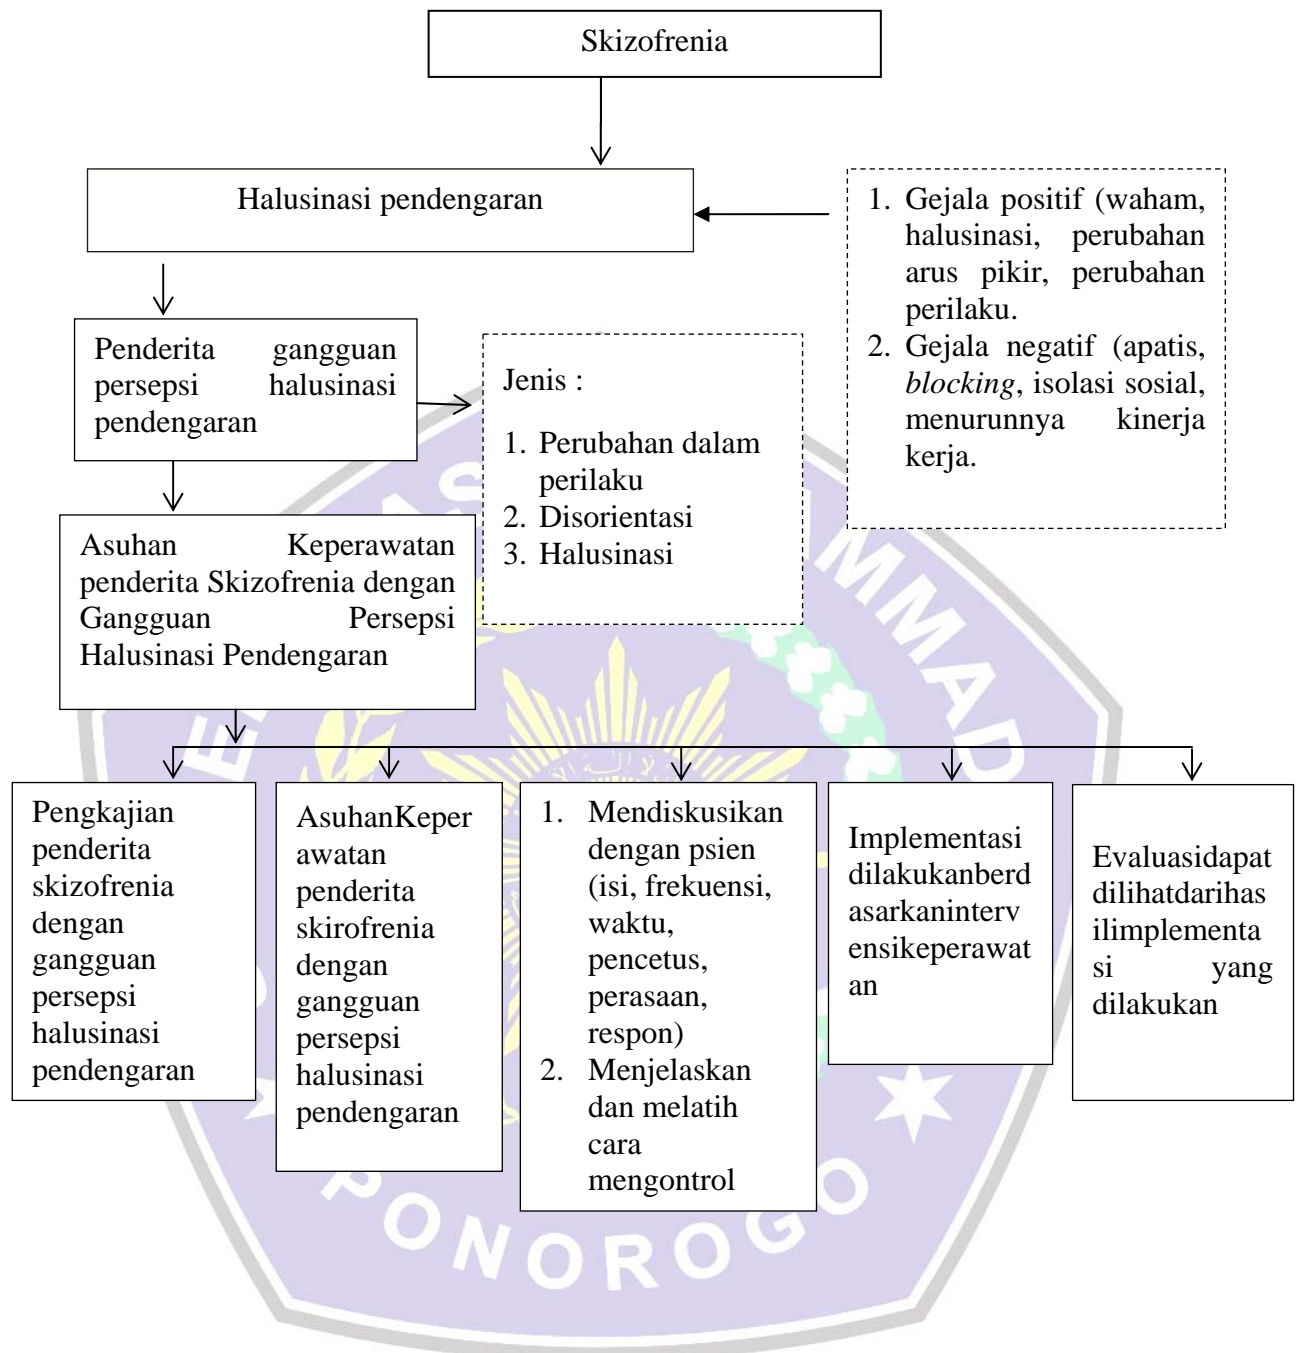 Skizofrenia
Halusinasi pendengaran
1. Gejala positif (waham,
halusinasi, perubahan
arus pikir, perubahan
perilaku.
2. Gejala negatif (apatis,
blocking, isolasi sosial,
menurunnya kinerja
kerja.
Penderita gangguan
persepsi halusinasi
pendengaran
Jenis :
1. Perubahan dalam
perilaku
2. Disorientasi
3. Halusinasi
Asuhan Keperawatan
penderita Skizofrenia dengan
Gangguan Persepsi
Halusinasi Pendengaran
Pengkajian
penderita
skizofrenia
dengan
gangguan
persepsi
halusinasi
pendengaran
AsuhanKeper
awatan
penderita
skirofrenia
dengan
gangguan
persepsi
halusinasi
pendengaran
1. Mendiskusikan
dengan psien
(isi, frekuensi,
waktu,
pencetus,
perasaan,
respon)
2. Menjelaskan
dan melatih
cara
mengontrol
Implementasi
dilakukanberd
asarkaninterv
ensikeperawat
an
Evaluasidapat
dilihatdarihas
ilimplementa
si yang
dilakukan
PONOROGO